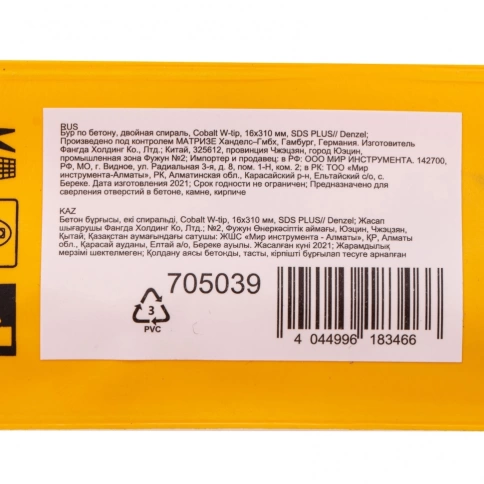 RUS
Бур по бетону, двойная спираль, Cobalt W-tip, 16x310 мм, SDS PLUS// Denzel;
Произведено под контролем МАТРИЗЕ Хандело-Гмбх, Гамбург, Германия. Изготовитель
Фангда Холдинг Ко., Лтд.; Китай, 325612, провинция Чжэцзян, город Юэцин,
промышленная зона Фужун №2; Импортер и продавец: в РФ: ООО МИР ИНСТРУМЕНТА. 142700,
РФ, МО, г. Видное, ул. Радиальная 3-я, д. 8, пом. 1-Н, 2; в РК: ТОО «Мир
инструмента-Алматы», РК, Алматинская обл., Карасайский р-н, Ельтайский с/о, с.
Береке. Дата изготовления 2021; Срок годности не ограничен; Предназначено для
сверления отверстий в бетоне, камне, кирпиче
KAZ
Бетон бұрғысы, екі спиральді, Cobalt W-tip, 16x310 мм, SDS PLUS// Denzel; Жасап
шығарушы Фангда Холдинг Ко., Лтд., Фужун Өнеркәсіптік аймағы, Юэцин, Чжэцзян,
Қытай, Қазақстан аумағындағы сатушы: ЖШС «Мир инструмента - Алматы», ҚР, Алматы
обл., Қарасай ауданы, Елтай а/о, Береке ауылы. Жасалған күні 2021; Жарамдылық
мерзімі шектелмеген; Қолдану аясы бетонды, тасты, кірпішті бұрғылап тесуге арналған
705039
3
PVC
4 044996 183466